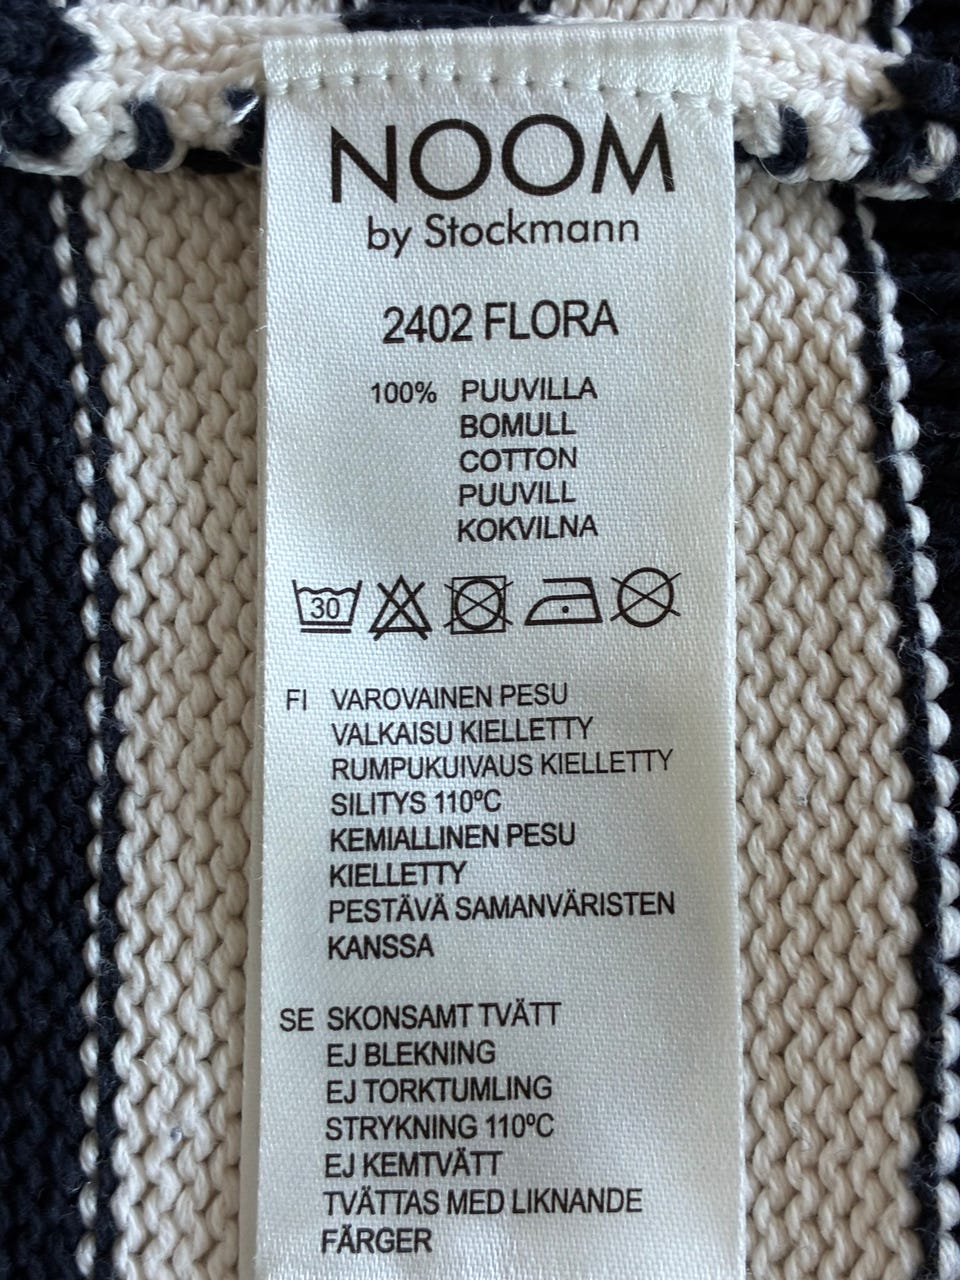 NOOM
by Stockmann
2402 FLORA
100% PUUVILLA
BOMULL
COTTON
PUUVILL
KOKVILNA
30
FI VAROVAINEN PESU
VALKAISU KIELLETTY
RUMPUKUIVAUS KIELLETTY
SILITYS 110ºC
KEMIALLINEN PESU
KIELLETTY
PESTÄVÄ SAMANVÄRISTEN
KANSSA
SE SKONSAMT TVÄTT
EJ BLEKNING
EJ TORKTUMLING
STRYKNING 110ºC
EJ KEMTVÄTT
TVÄTTAS MED LIKNANDE
FÄRGER